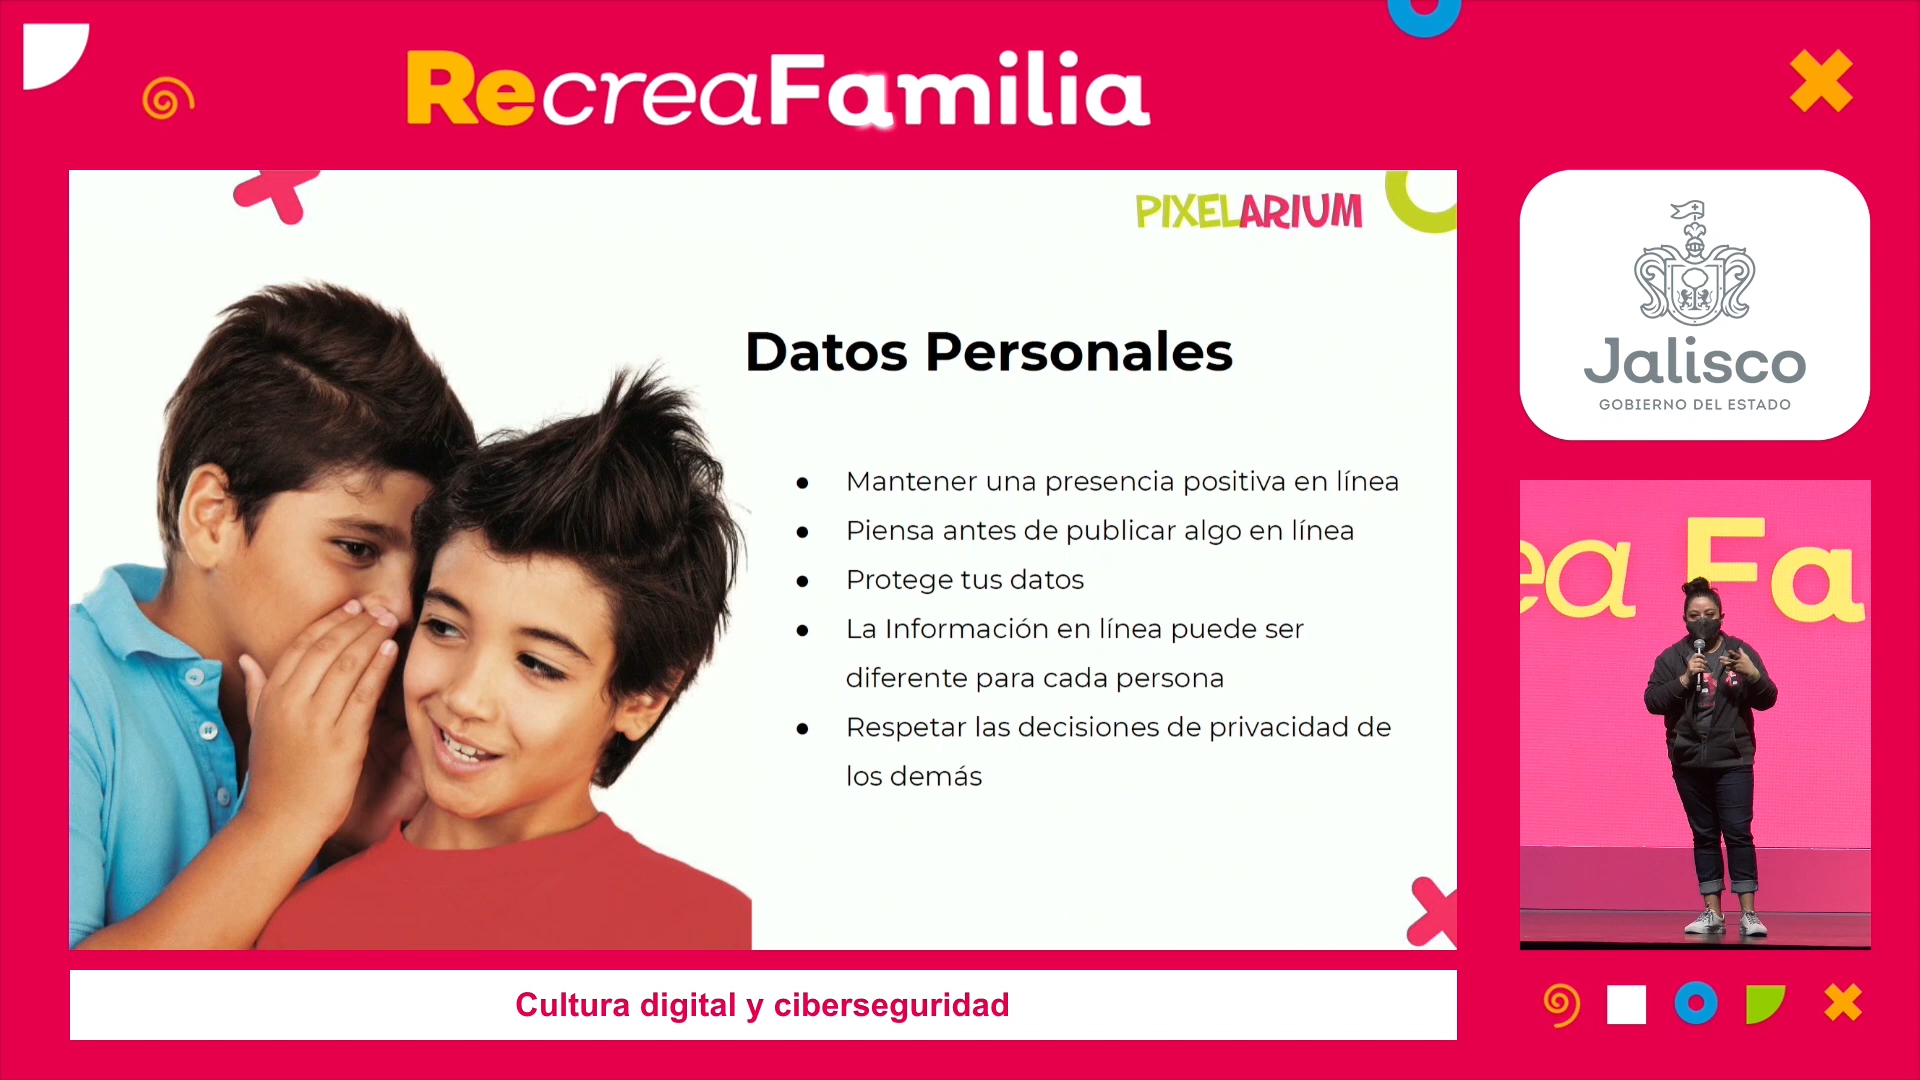 RecreaFamilia
PIXELARIUM
Datos Personales
● Mantener una presencia positiva en línea
● Piensa antes de publicar algo en línea
● Protege tus datos
● La Información en línea puede ser
diferente para cada persona
● Respetar las decisiones de privacidad de
los demás
Jalisco
GOBIERNO DEL ESTADO
ea Fa
Cultura digital y ciberseguridad